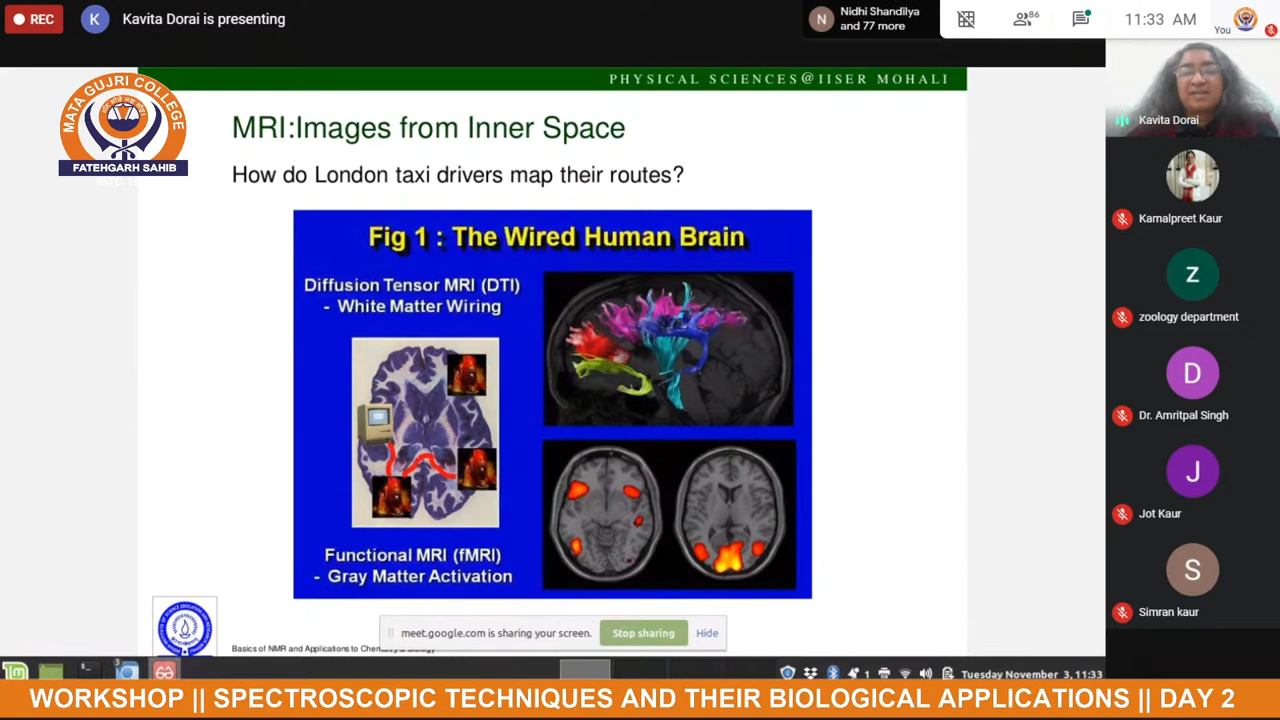 REC
K
Kavita Dorai is presenting
N
Nidhi Shandilya
and 77 more
86
11:33 AM
You
PHYSICAL SCIENCES@IISER MOHALI
MATA GUJRI COLLEGE
FATEHGARH SAHIB
MRI:Images from Inner Space
How do London taxi drivers map their routes?
Fig 1 : The Wired Human Brain
Diffusion Tensor MRI (DTI)
- White Matter Wiring
Functional MRI (fMRI)
- Gray Matter Activation
Kavita Dorai
Kamalpreet Kaur
z
zoology department
D
Dr. Amritpal Singh
J
Jot Kaur
S
Simran kaur
meet.google.com is sharing your screen.
Stop sharing
Hide
Basics of NMR and Applications to Chemistry & Biology
3
1
Tuesday November 3, 11:33
WORKSHOP || SPECTROSCOPIC TECHNIQUES AND THEIR BIOLOGICAL APPLICATIONS || DAY 2